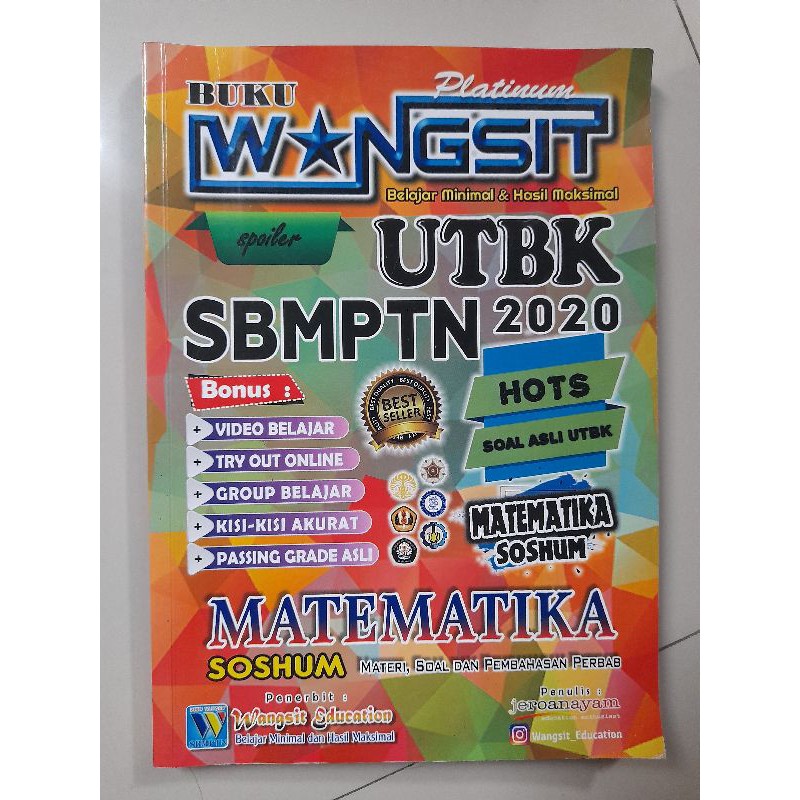 BUKU
Platinum
WANGSIT
Belajar Minimal & Hasil Maksimal
spoiler
UTBK
SBMPTN 2020
Bonus :
+ VIDEO BELAJAR
+ TRY OUT ONLINE
+ GROUP BELAJAR
+ KISI-KISI AKURAT
+ PASSING GRADE ASLI
BEST QUALITY
BEST
SELLER
HOTS
SOAL ASLI UTBK
MATEMATIKA
SOSHUM
MATEMATIKA
SOSHUM MATERI, SOAL DAN PEMBAHASAN PERBAB
Penerbit :
Wangsit Education
Belajar Minimal dan Hasil Maksimal
W
Penulis :
jeroanayam
Wangsit_Education